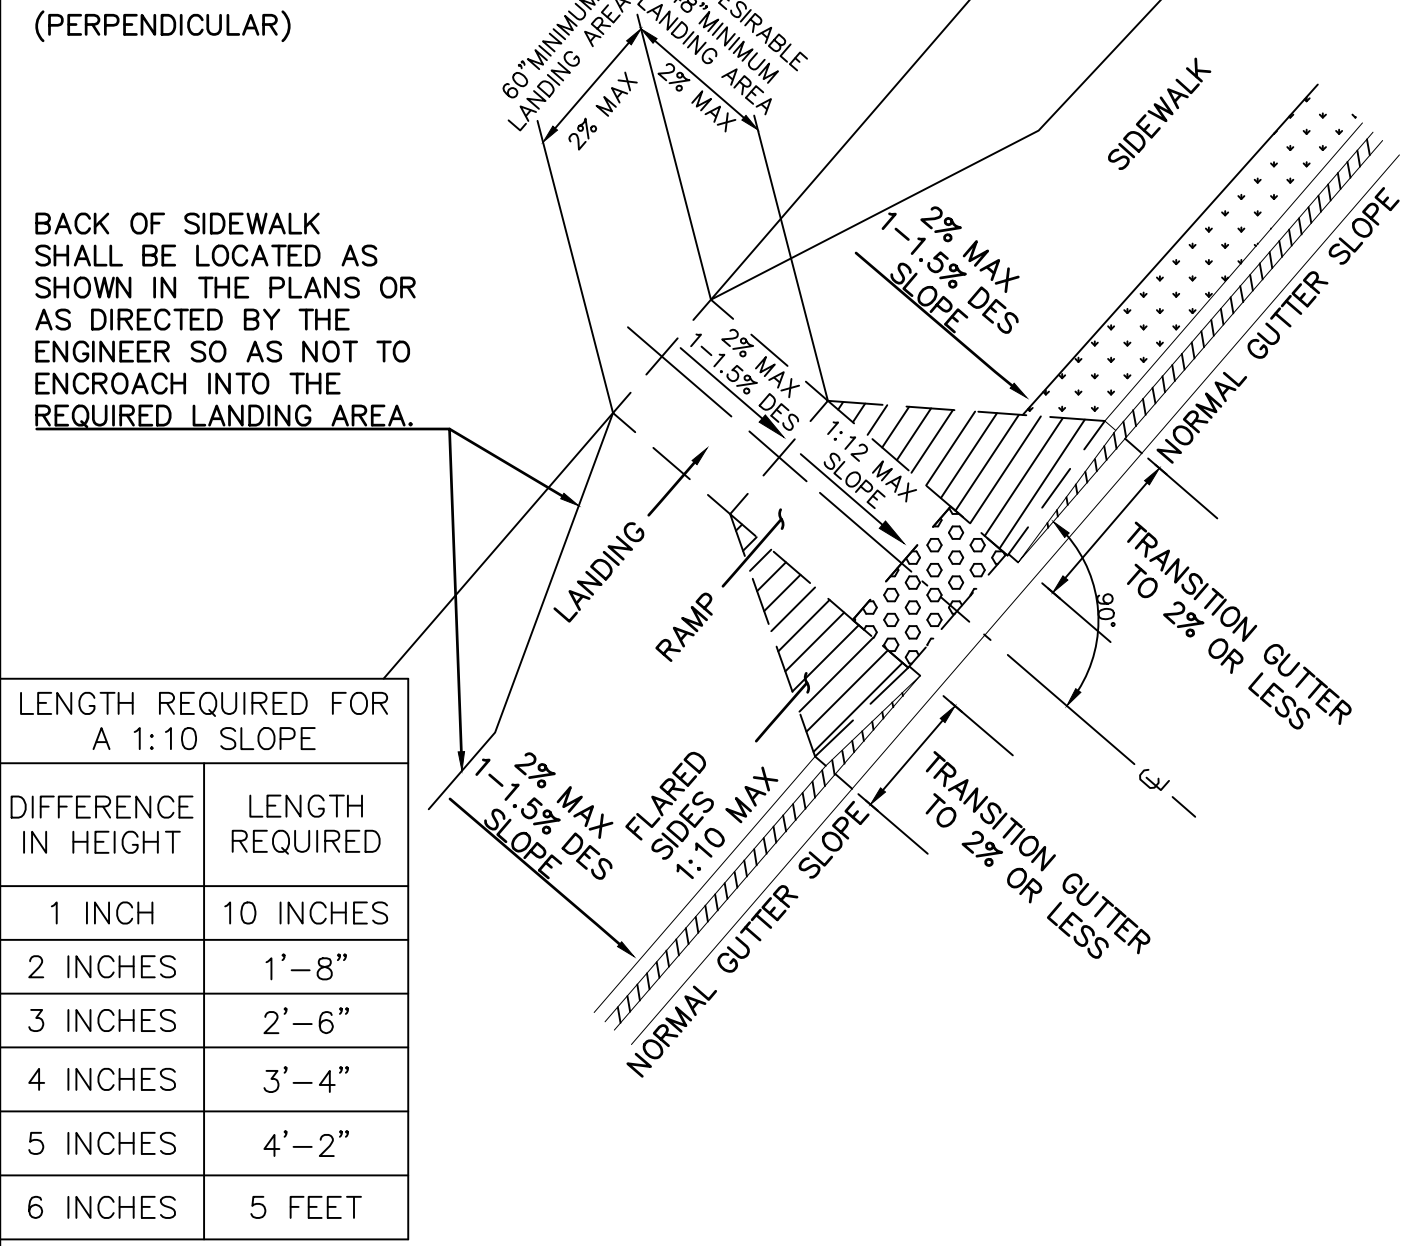 (PERPENDICULAR)
60" MINIMUM
LANDING AREA
2% MAX
48" MINIMUM
LANDING AREA
2% MAX
SIDEWALK
BACK OF SIDEWALK
SHALL BE LOCATED AS
SHOWN IN THE PLANS OR
AS DIRECTED BY THE
ENGINEER SO AS NOT TO
ENCROACH INTO THE
REQUIRED LANDING AREA.
2% MAX
1-1.5% DES
SLOPE
NORMAL GUTTER SLOPE
2% MAX
1-1.5% DES
1:12 MAX
SLOPE
LANDING
RAMP
TRANSITION GUTTER
TO 2% OR LESS
90°
FLARED
SIDES
1:10 MAX
2% MAX
1-1.5% DES
SLOPE
TRANSITION GUTTER
TO 2% OR LESS
NORMAL GUTTER SLOPE
LENGTH REQUIRED FOR
A 1:10 SLOPE
DIFFERENCE
IN HEIGHT
LENGTH
REQUIRED
1 INCH
10 INCHES
2 INCHES
1'-8"
3 INCHES
2'-6"
4 INCHES
3'-4"
5 INCHES
4'-2"
6 INCHES
5 FEET